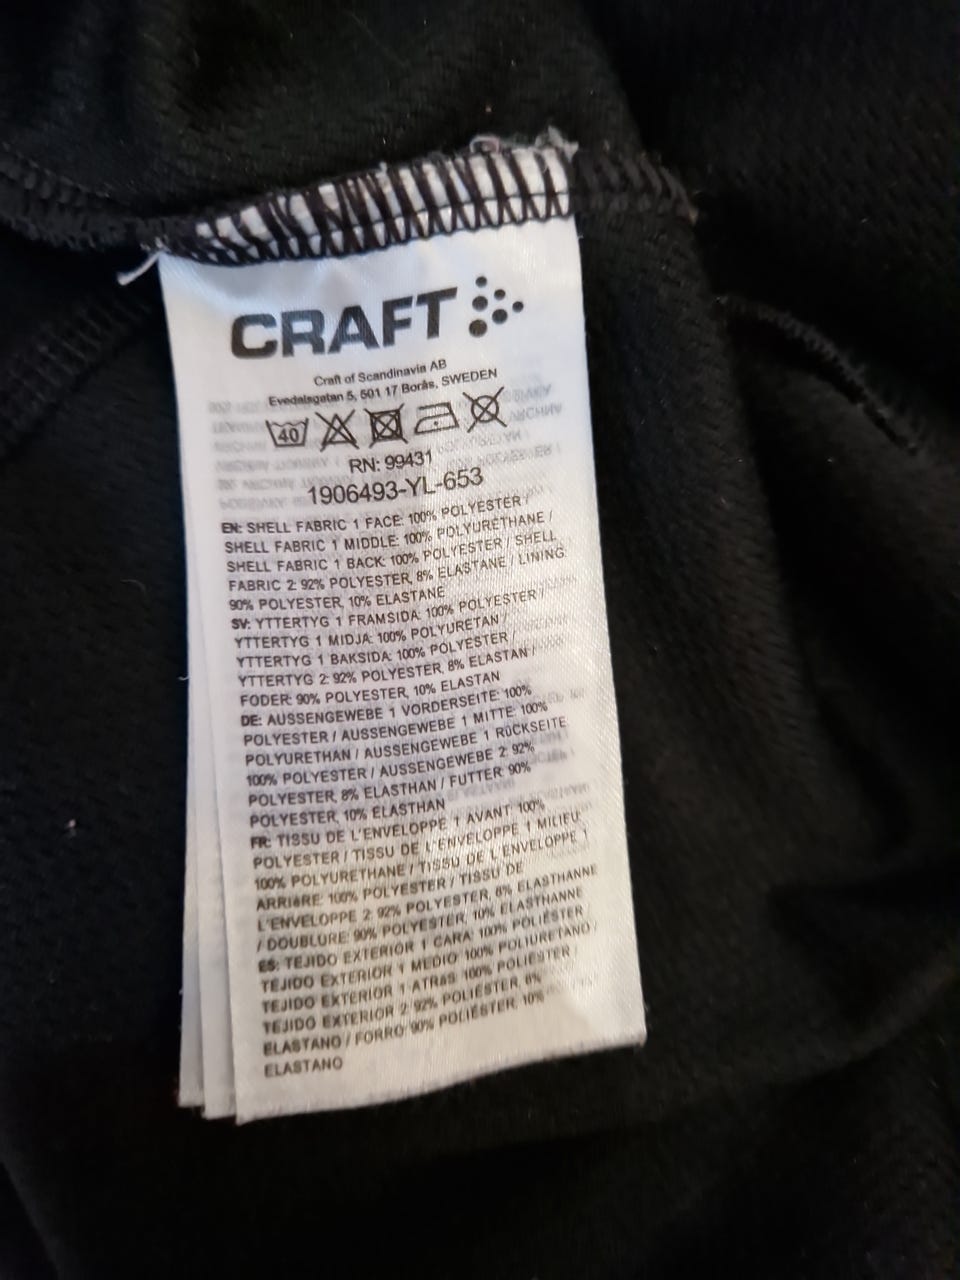 CRAFT
Craft of Scandinavia AB
Evedalsgatan 5, 501 17 Borås, SWEDEN
40
RN: 99431
1906493-YL-653
EN: SHELL FABRIC 1 FACE: 100% POLYESTER /
SHELL FABRIC 1 MIDDLE: 100% POLYURETHANE /
SHELL FABRIC 1 BACK: 100% POLYESTER / SHELL
FABRIC 2: 92% POLYESTER, 8% ELASTANE / LINING:
90% POLYESTER, 10% ELASTANE
SV: YTTERTYG 1 FRAMSIDA: 100% POLYESTER /
YTTERTYG 1 MIDJA: 100% POLYURETAN /
YTTERTYG 1 BAKSIDA: 100% POLYESTER /
YTTERTYG 2: 92% POLYESTER, 8% ELASTAN /
FODER: 90% POLYESTER, 10% ELASTAN
DE: AUSSENGEWEBE 1 VORDERSEITE: 100%
POLYESTER / AUSSENGEWEBE 1 MITTE: 100%
POLYURETHAN / AUSSENGEWEBE 1 RÜCKSEITE
100% POLYESTER / AUSSENGEWEBE 2: 92%
POLYESTER, 8% ELASTHAN / FUTTER: 90%
POLYESTER, 10% ELASTHAN
FR: TISSU DE L'ENVELOPPE 1 AVANT: 100%
POLYESTER / TISSU DE L'ENVELOPPE 1 MILIEU:
100% POLYURETHANE / TISSU DE L'ENVELOPPE 1
ARRIèRE: 100% POLYESTER / TISSU DE
L'ENVELOPPE 2: 92% POLYESTER, 8% ELASTHANNE
/ DOUBLURE: 90% POLYESTER, 10% ELASTHANNE
ES: TEJIDO EXTERIOR 1 CARA: 100% POLIÉSTER /
TEJIDO EXTERIOR 1 MEDIO: 100% POLIURETANO /
TEJIDO EXTERIOR 1 ATRáS: 100% POLIÉSTER /
TEJIDO EXTERIOR 2: 92% POLIÉSTER, 8%
ELASTANO / FORRO: 90% POLIÉSTER, 10%
ELASTANO